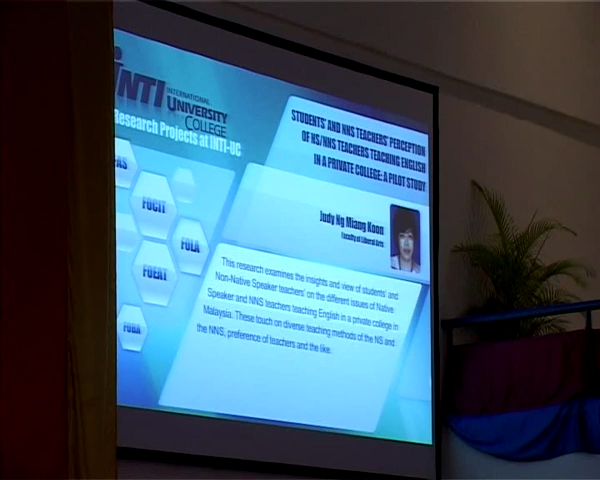 INTI
INTERNATIONAL
UNIVERSITY
COLLEGE
Research Projects at INTI-UC
FOCIT
FOLA
FOEAT
FOBA
STUDENTS' AND NNS TEACHERS' PERCEPTION
OF NS/NNS TEACHERS TEACHING ENGLISH
IN A PRIVATE COLLEGE: A PILOT STUDY
Judy Ng Miang Koon
Faculty of Liberal Arts
This research examines the insights and view of students' and
Non-Native Speaker teachers' on the different issues of Native
Speaker and NNS teachers teaching English in a private college in
Malaysia. These touch on diverse teaching methods of the NS and
the NNS, preference of teachers and the like.